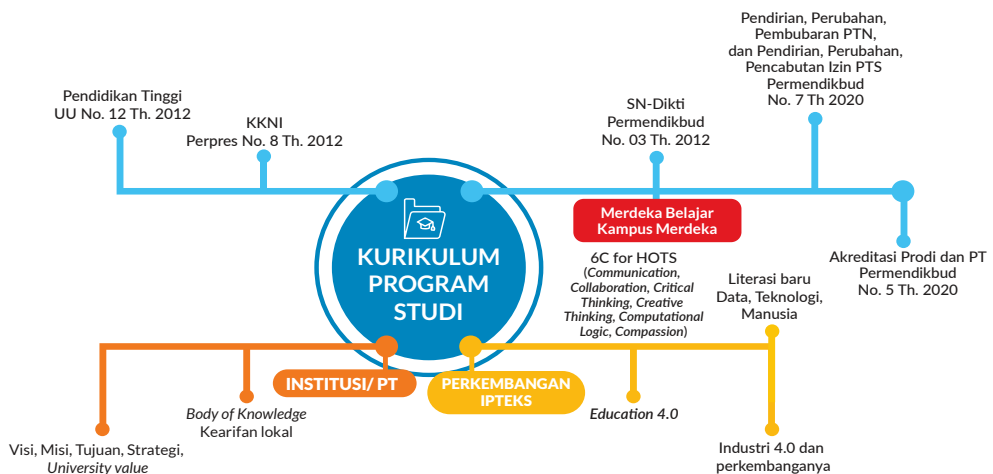 Pendidikan Tinggi
UU No. 12 Th. 2012
KKNI
Perpres No. 8 Th. 2012
SN-Dikti
Permendikbud
No. 03 Th. 2012
Pendirian, Perubahan,
Pembubaran PTN,
dan Pendirian, Perubahan,
Pencabutan Izin PTS
Permendikbud
No. 7 Th 2020
Merdeka Belajar
Kampus Merdeka
Akreditasi Prodi dan PT
Permendikbud
No. 5 Th. 2020
KURIKULUM
PROGRAM
STUDI
6C for HOTS
(Communication,
Collaboration, Critical
Thinking, Creative
Thinking, Computational
Logic, Compassion)
Literasi baru
Data, Teknologi,
Manusia
INSTITUSI/ PT
PERKEMBANGAN
IPTEKS
Body of Knowledge
Kearifan lokal
Education 4.0
Visi, Misi, Tujuan, Strategi,
University value
Industri 4.0 dan
perkembanganya